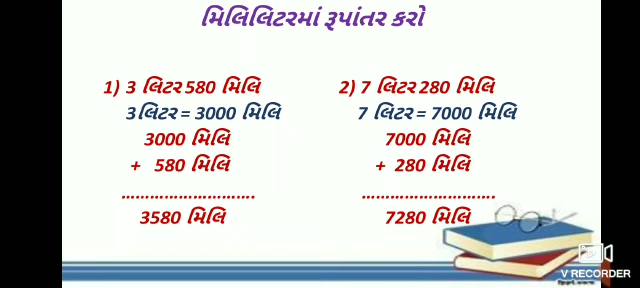 મિલિલિટરમાં રૂપાંતર કરો
1) 3 લિટર 580 મિલિ
3 લિટર = 3000 મિલિ
3000 મિલિ
+ 580 મિલિ
............................
3580 મિલિ
2) 7 લિટર 280 મિલિ
7 લિટર = 7000 મિલિ
7000 મિલિ
+ 280 મિલિ
............................
7280 મિલિ
V RECORDER